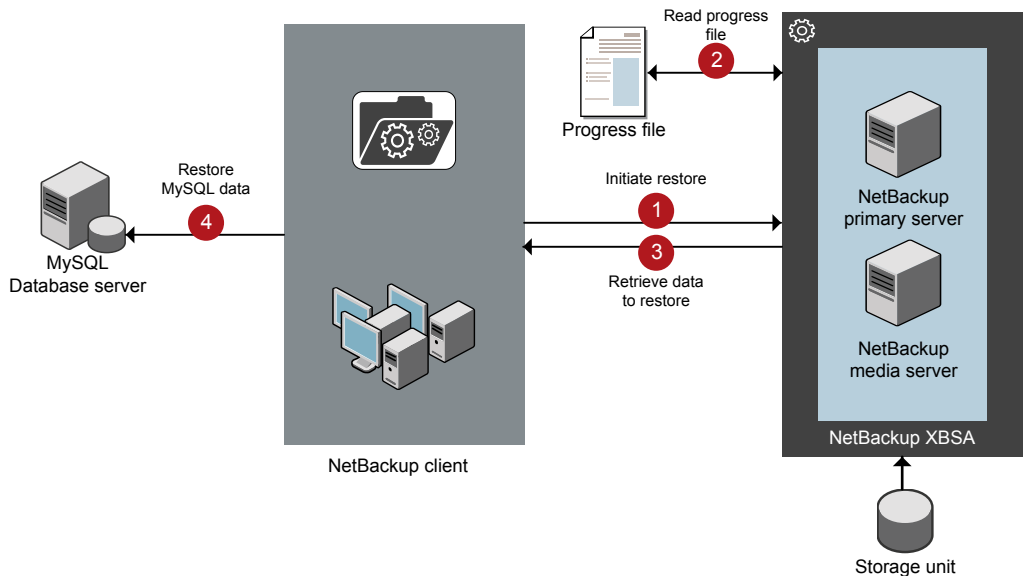 Read progress
file
2
Progress file
Restore
MySQL data
4
MySQL
Database server
Initiate restore
1
3
Retrieve data
to restore
NetBackup client
NetBackup
primary server
NetBackup
media server
NetBackup XBSA
Storage unit